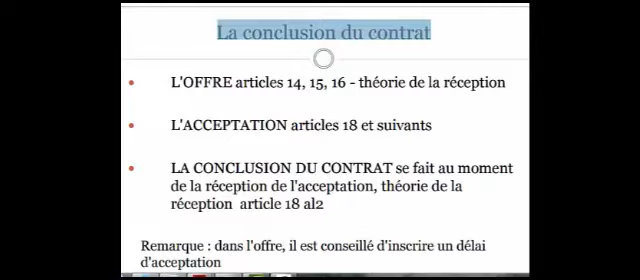 La conclusion du contrat
L'OFFRE articles 14, 15, 16 - théorie de la réception
L'ACCEPTATION articles 18 et suivants
LA CONCLUSION DU CONTRAT se fait au moment
de la réception de l'acceptation, théorie de la
réception article 18 al2
Remarque : dans l'offre, il est conseillé d'inscrire un délai
d'acceptation